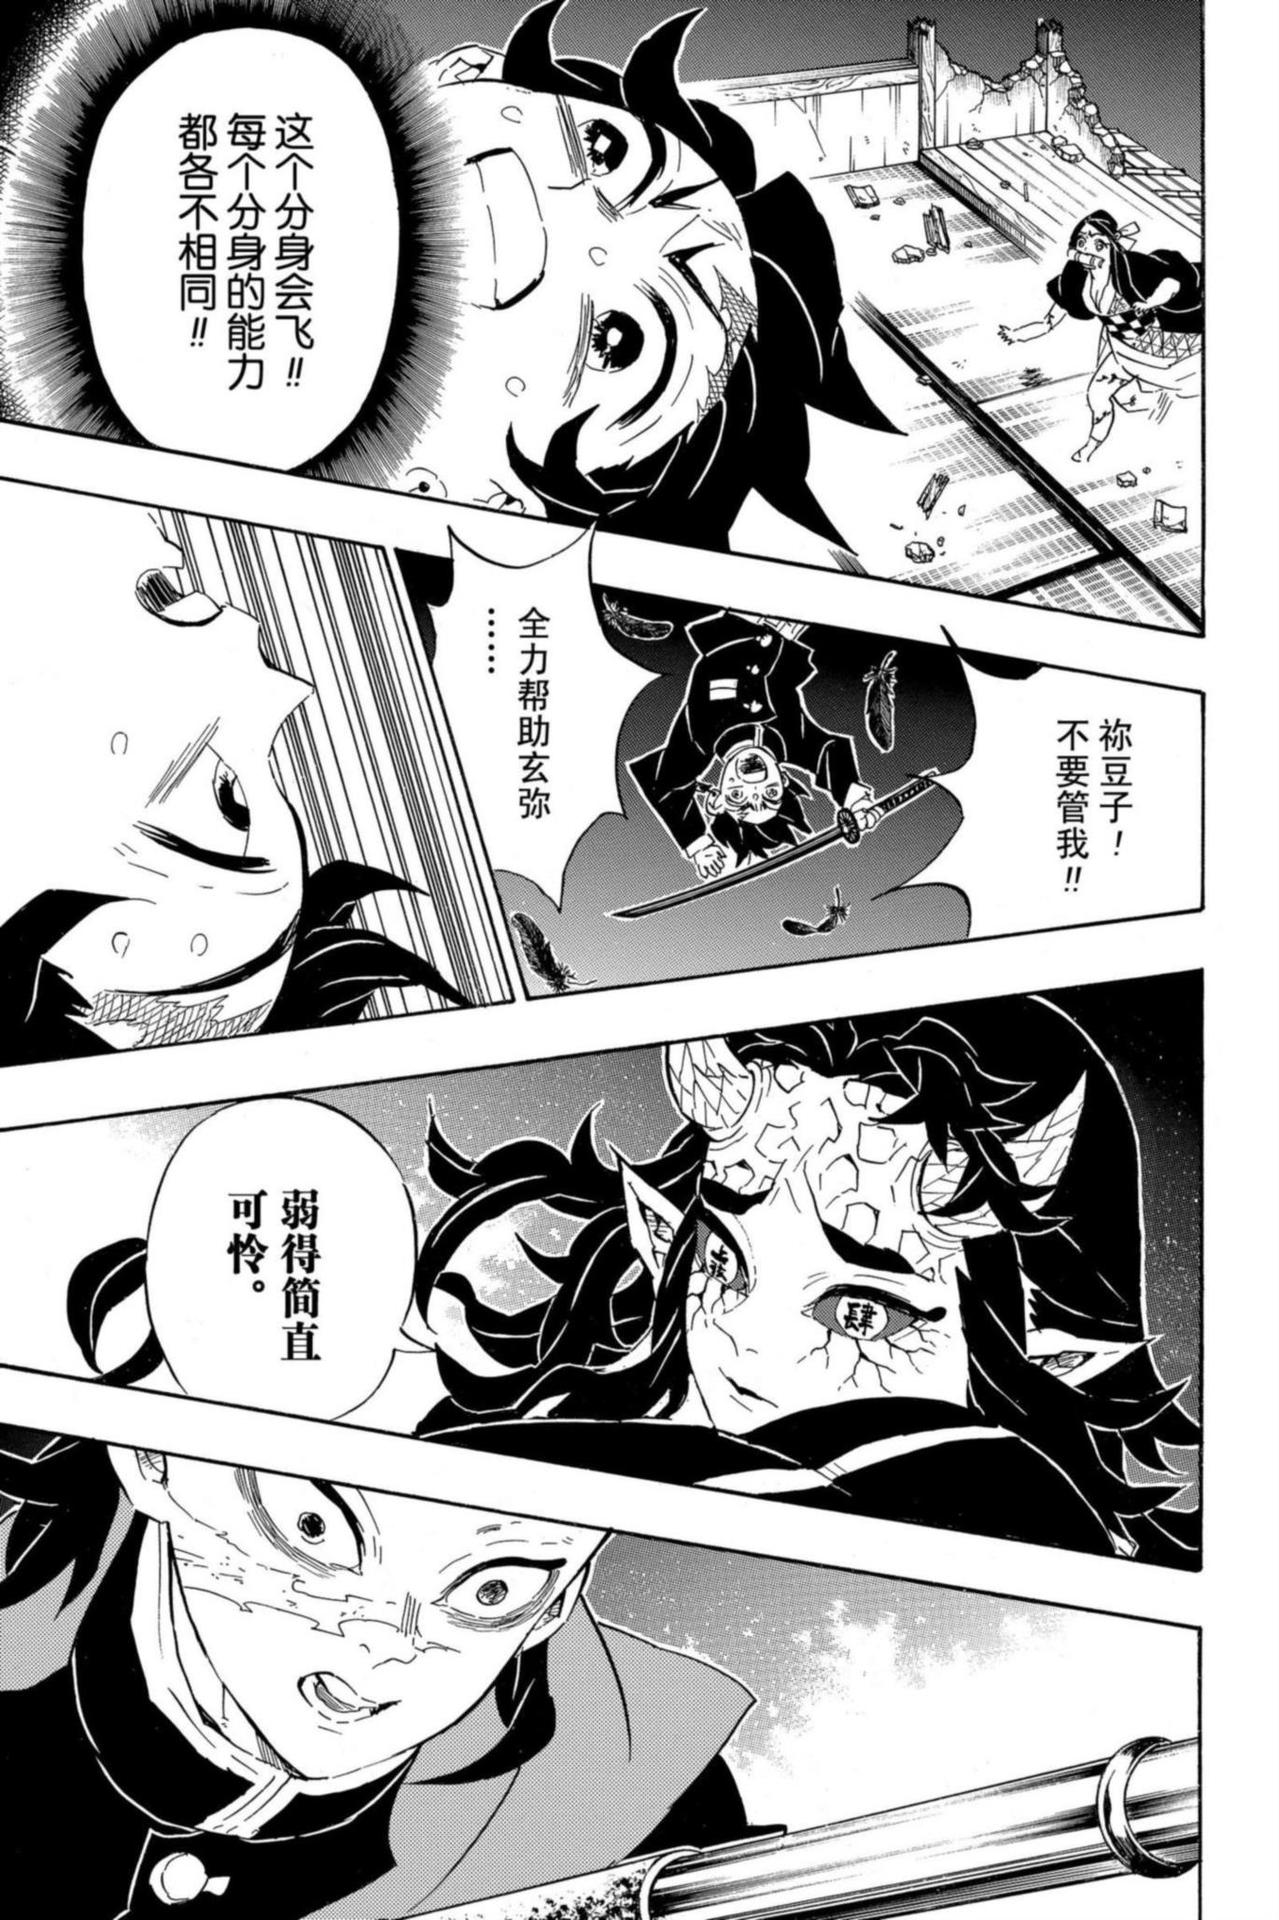 这个分身会飞!!
每个分身的能力
都各不相同!!
祢豆子!
不要管我!!
全力帮助玄弥
……
上弦
肆
弱得简直
可怜。